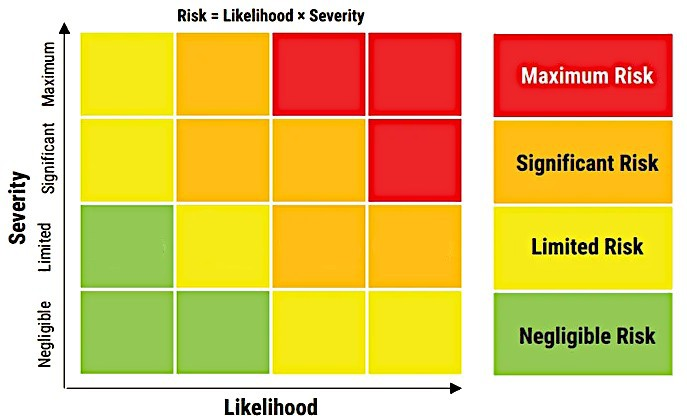 Risk = Likelihood × Severity
Severity
Maximum
Significant
Limited
Negligible
Likelihood
Maximum Risk
Significant Risk
Limited Risk
Negligible Risk